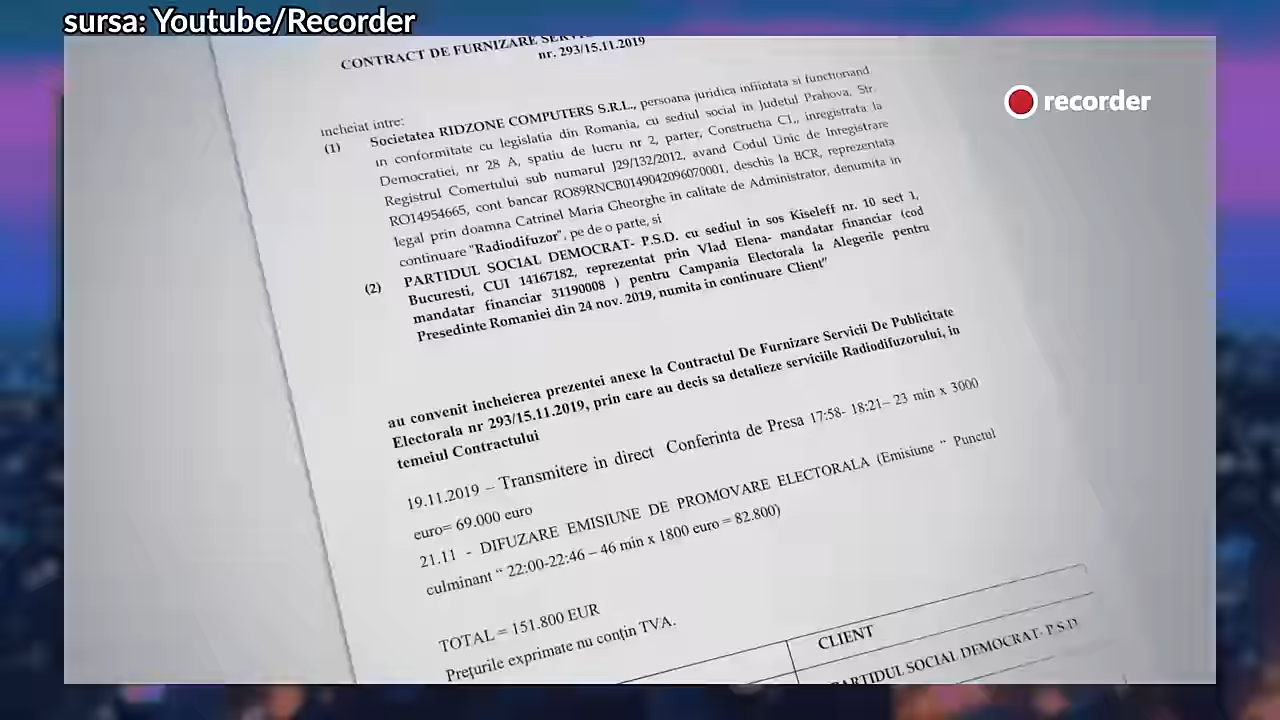 sursa: Youtube/Recorder
recorder
CONTRACT DE FURNIZARE
nr. 293/15.11.2019
incheiat intre:
(1) Societatea RIDZONE COMPUTERS S.R.L., persoana juridica infiintata si functionand
in conformitate cu legislatia din Romania, cu sediul social in Judetul Prahova, Str.
Democratiei, nr 28 A, spatiu de lucru nr 2, parter, Constructia C1,, inregistrata la
Registrul Comertului sub numarul J29/132/2012, avand Codul Unic de Inregistrare
RO14954665, cont bancar RO89RNCB0149042096070001, deschis la BCR, reprezentata
legal prin doamna Catrinel Maria Gheorghe in calitate de Administrator, denumita in
continuare "Radiodifuzor", pe de o parte, si
(2) PARTIDUL SOCIAL DEMOCRAT- P.S.D. cu sediul in sos Kiseleff nr. 10 sect 1,
Bucuresti, CUI 14167182, reprezentat prin Vlad Elena- mandatar financiar (cod
mandatar financiar 31190008 ) pentru Campania Electorala la Alegerile pentru
Presedinte Romaniei din 24 nov. 2019, numita in continuare Client"
au convenit incheierea prezentei anexe la Contractul De Furnizare Servicii De Publicitate
Electorala nr 293/15.11.2019, prin care au decis sa detalieze serviciile Radiodifuzorului, in
temeiul Contractului
19.11.2019 – Transmitere in direct Conferinta de Presa 17:58- 18:21– 23 min x 3000
euro= 69.000 euro
21.11 - DIFUZARE EMISIUNE DE PROMOVARE ELECTORALA (Emisiune “ Punctul
culminant “ 22:00-22:46 – 46 min x 1800 euro = 82.800)
TOTAL = 151.800 EUR
Prețurile exprimate nu conțin TVA.
CLIENT
PARTIDUL SOCIAL DEMOCRAT- P.S.D.